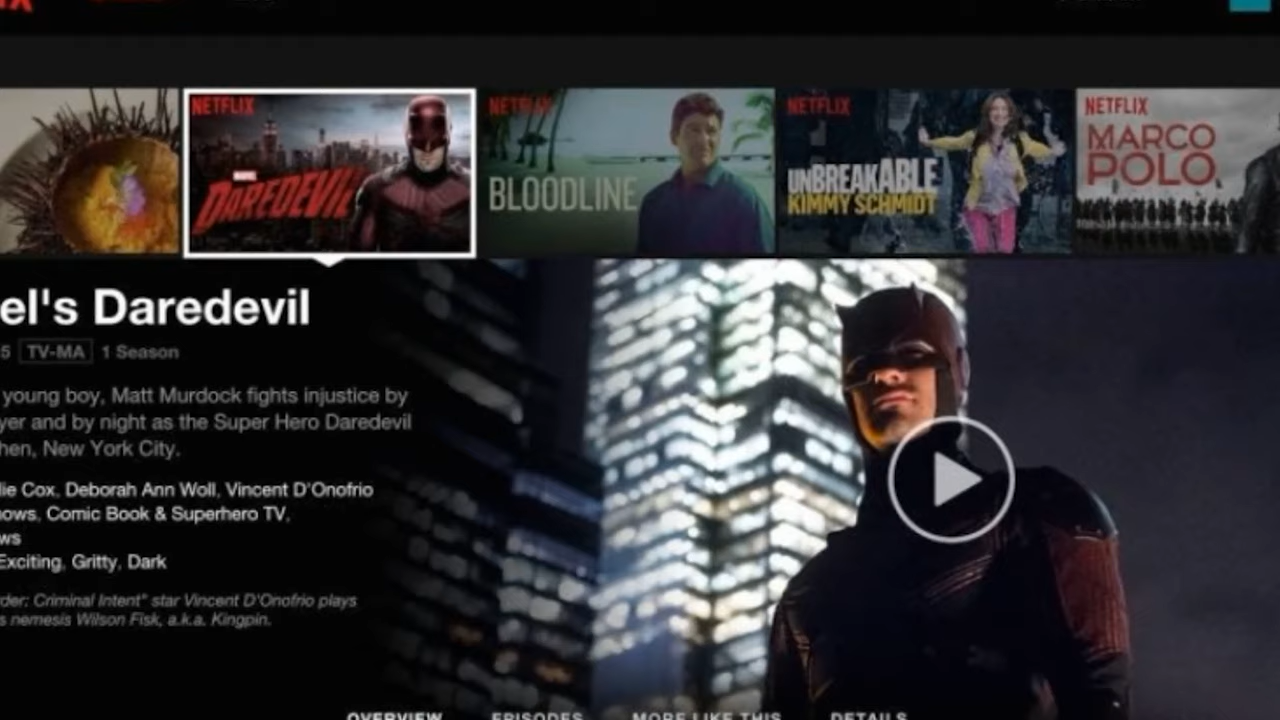 NETFLIX
MARVEL
DAREDEVIL
NETFLIX
BLOODLINE
NETFLIX
UNBREAKABLE
KIMMY SCHMIDT
NETFLIX
MARCO
POLO
el's Daredevil
5 TV-MA 1 Season
young boy, Matt Murdock fights injustice by
yer and by night as the Super Hero Daredevil
hen, New York City.
lie Cox, Deborah Ann Woll, Vincent D'Onofrio
hows, Comic Book & Superhero TV,
ws
Exciting, Gritty, Dark
rder: Criminal Intent" star Vincent D'Onofrio plays
s nemesis Wilson Fisk, a.k.a. Kingpin.
OVERVIEW EPISODES MORE LIKE THIS DETAILS